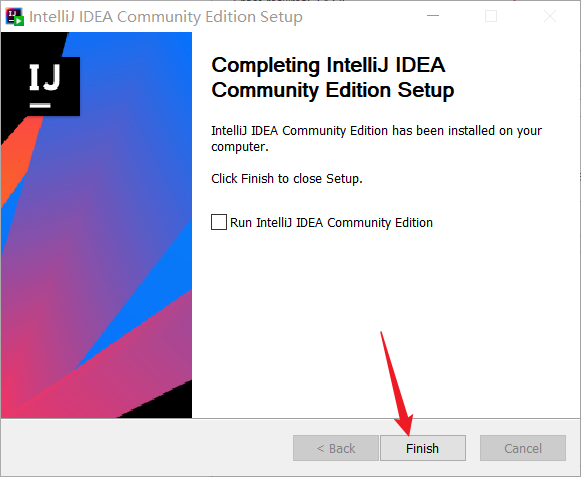 IntelliJ IDEA Community Edition Setup
IJ
Completing IntelliJ IDEA
Community Edition Setup
IntelliJ IDEA Community Edition has been installed on your
computer.
Click Finish to close Setup.
Run IntelliJ IDEA Community Edition
< Back
Finish
Cancel